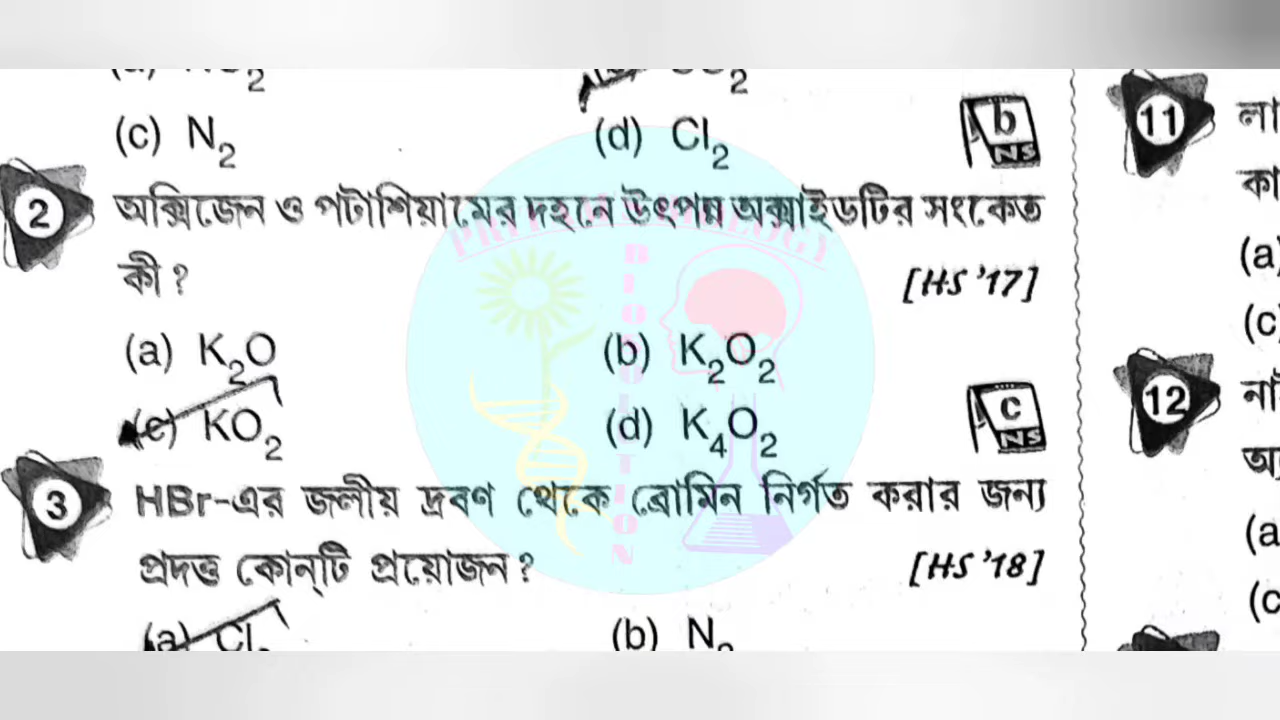 (c) N₂ (d) Cl₂
b
NS
2 অক্সিজেন ও পটাশিয়ামের দহনে উৎপন্ন অক্সাইডটির সংকেত
কী? [HS '17]
(a) K₂O (b) K₂O₂
(c) KO₂ (d) K₄O₂
c
NS
3 HBr-এর জলীয় দ্রবণ থেকে ব্রোমিন নির্গত করার জন্য
প্রদত্ত কোন্‌টি প্রয়োজন? [HS '18]
(a) Cl (b) N₂
11 লা
কা
(a)
(c)
12
(a
(c